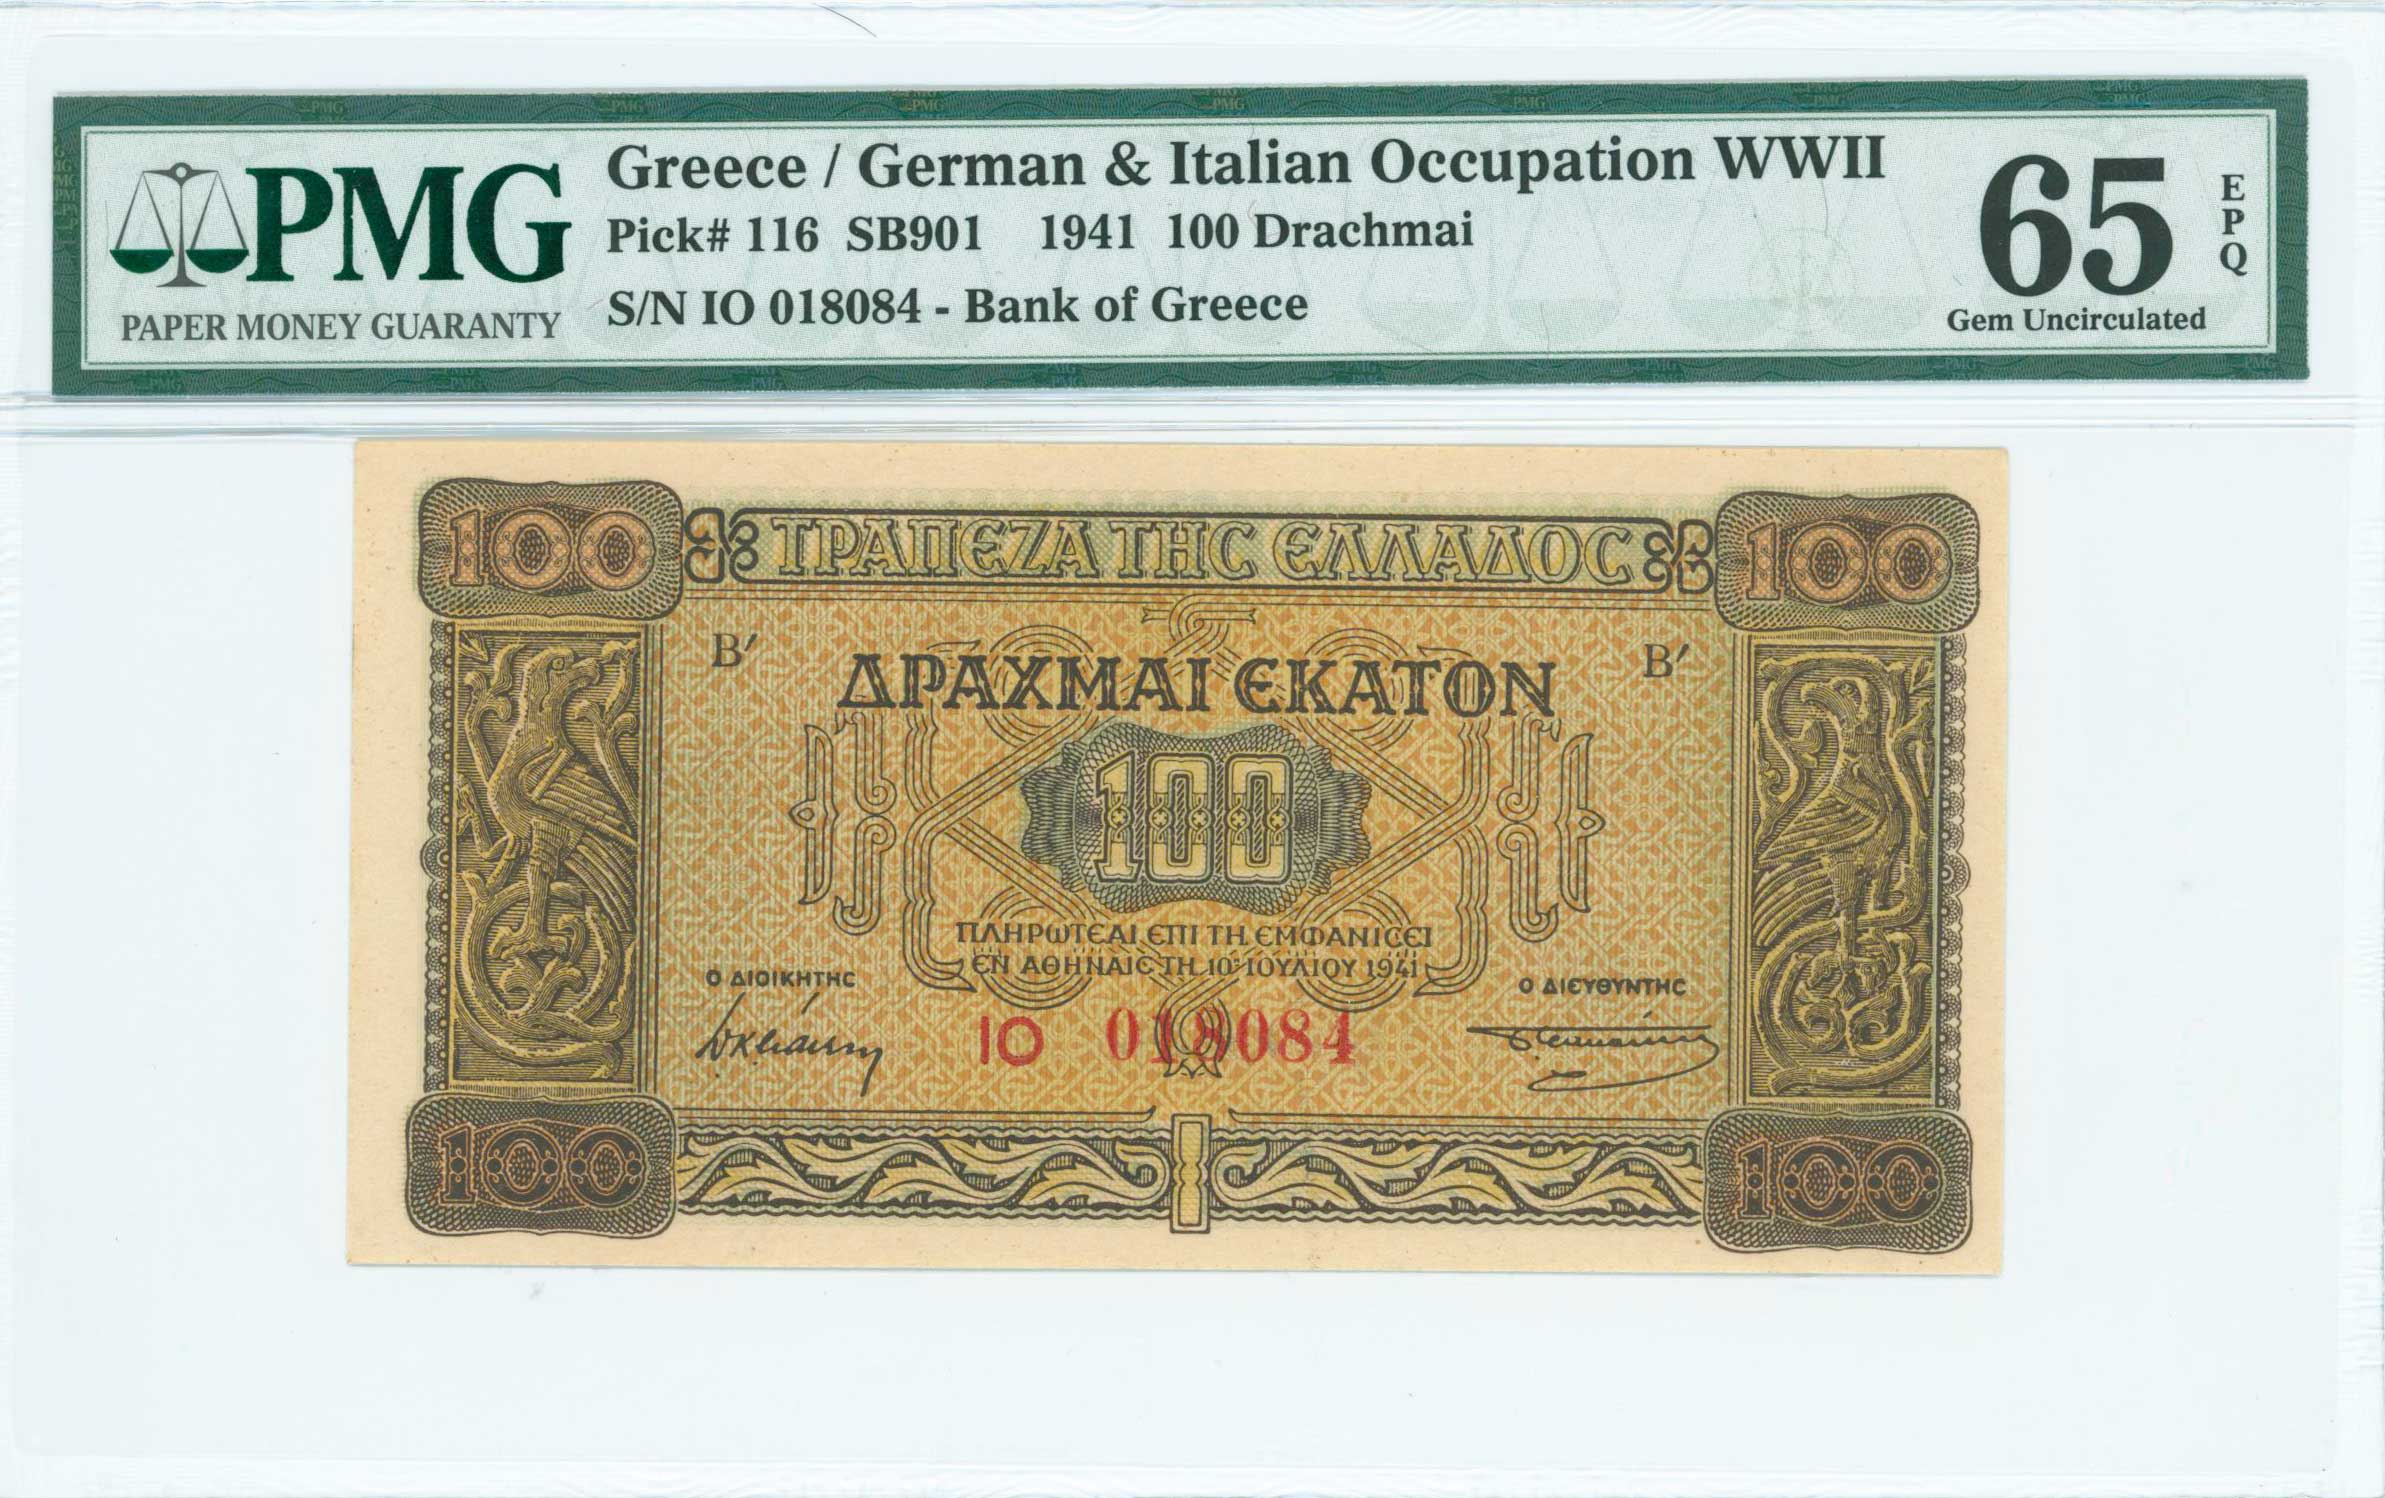 PMG
PAPER MONEY GUARANTY
Greece / German & Italian Occupation WWII
Pick# 116 SB901 1941 100 Drachmai
S/N IO 018084 - Bank of Greece
65
EPQ
Gem Uncirculated
100 ΤΡΑΠΕΖΑ ΤΗϹ ΕΛΛΑΔΟϹ 100
Β′ Β′
ΔΡΑΧΜΑΙ ΕΚΑΤΟΝ
100
ΠΛΗΡΩΤΕΑΙ ΕΠΙ ΤΗ ΕΜΦΑΝΙϹΕΙ
ΕΝ ΑΘΗΝΑΙϹ ΤΗ 10ῃ ΙΟΥΛΙΟΥ 1941
Ο ΔΙΟΙΚΗΤΗϹ Ο ΔΙΕΥΘΥΝΤΗϹ
IO 018084
100 100